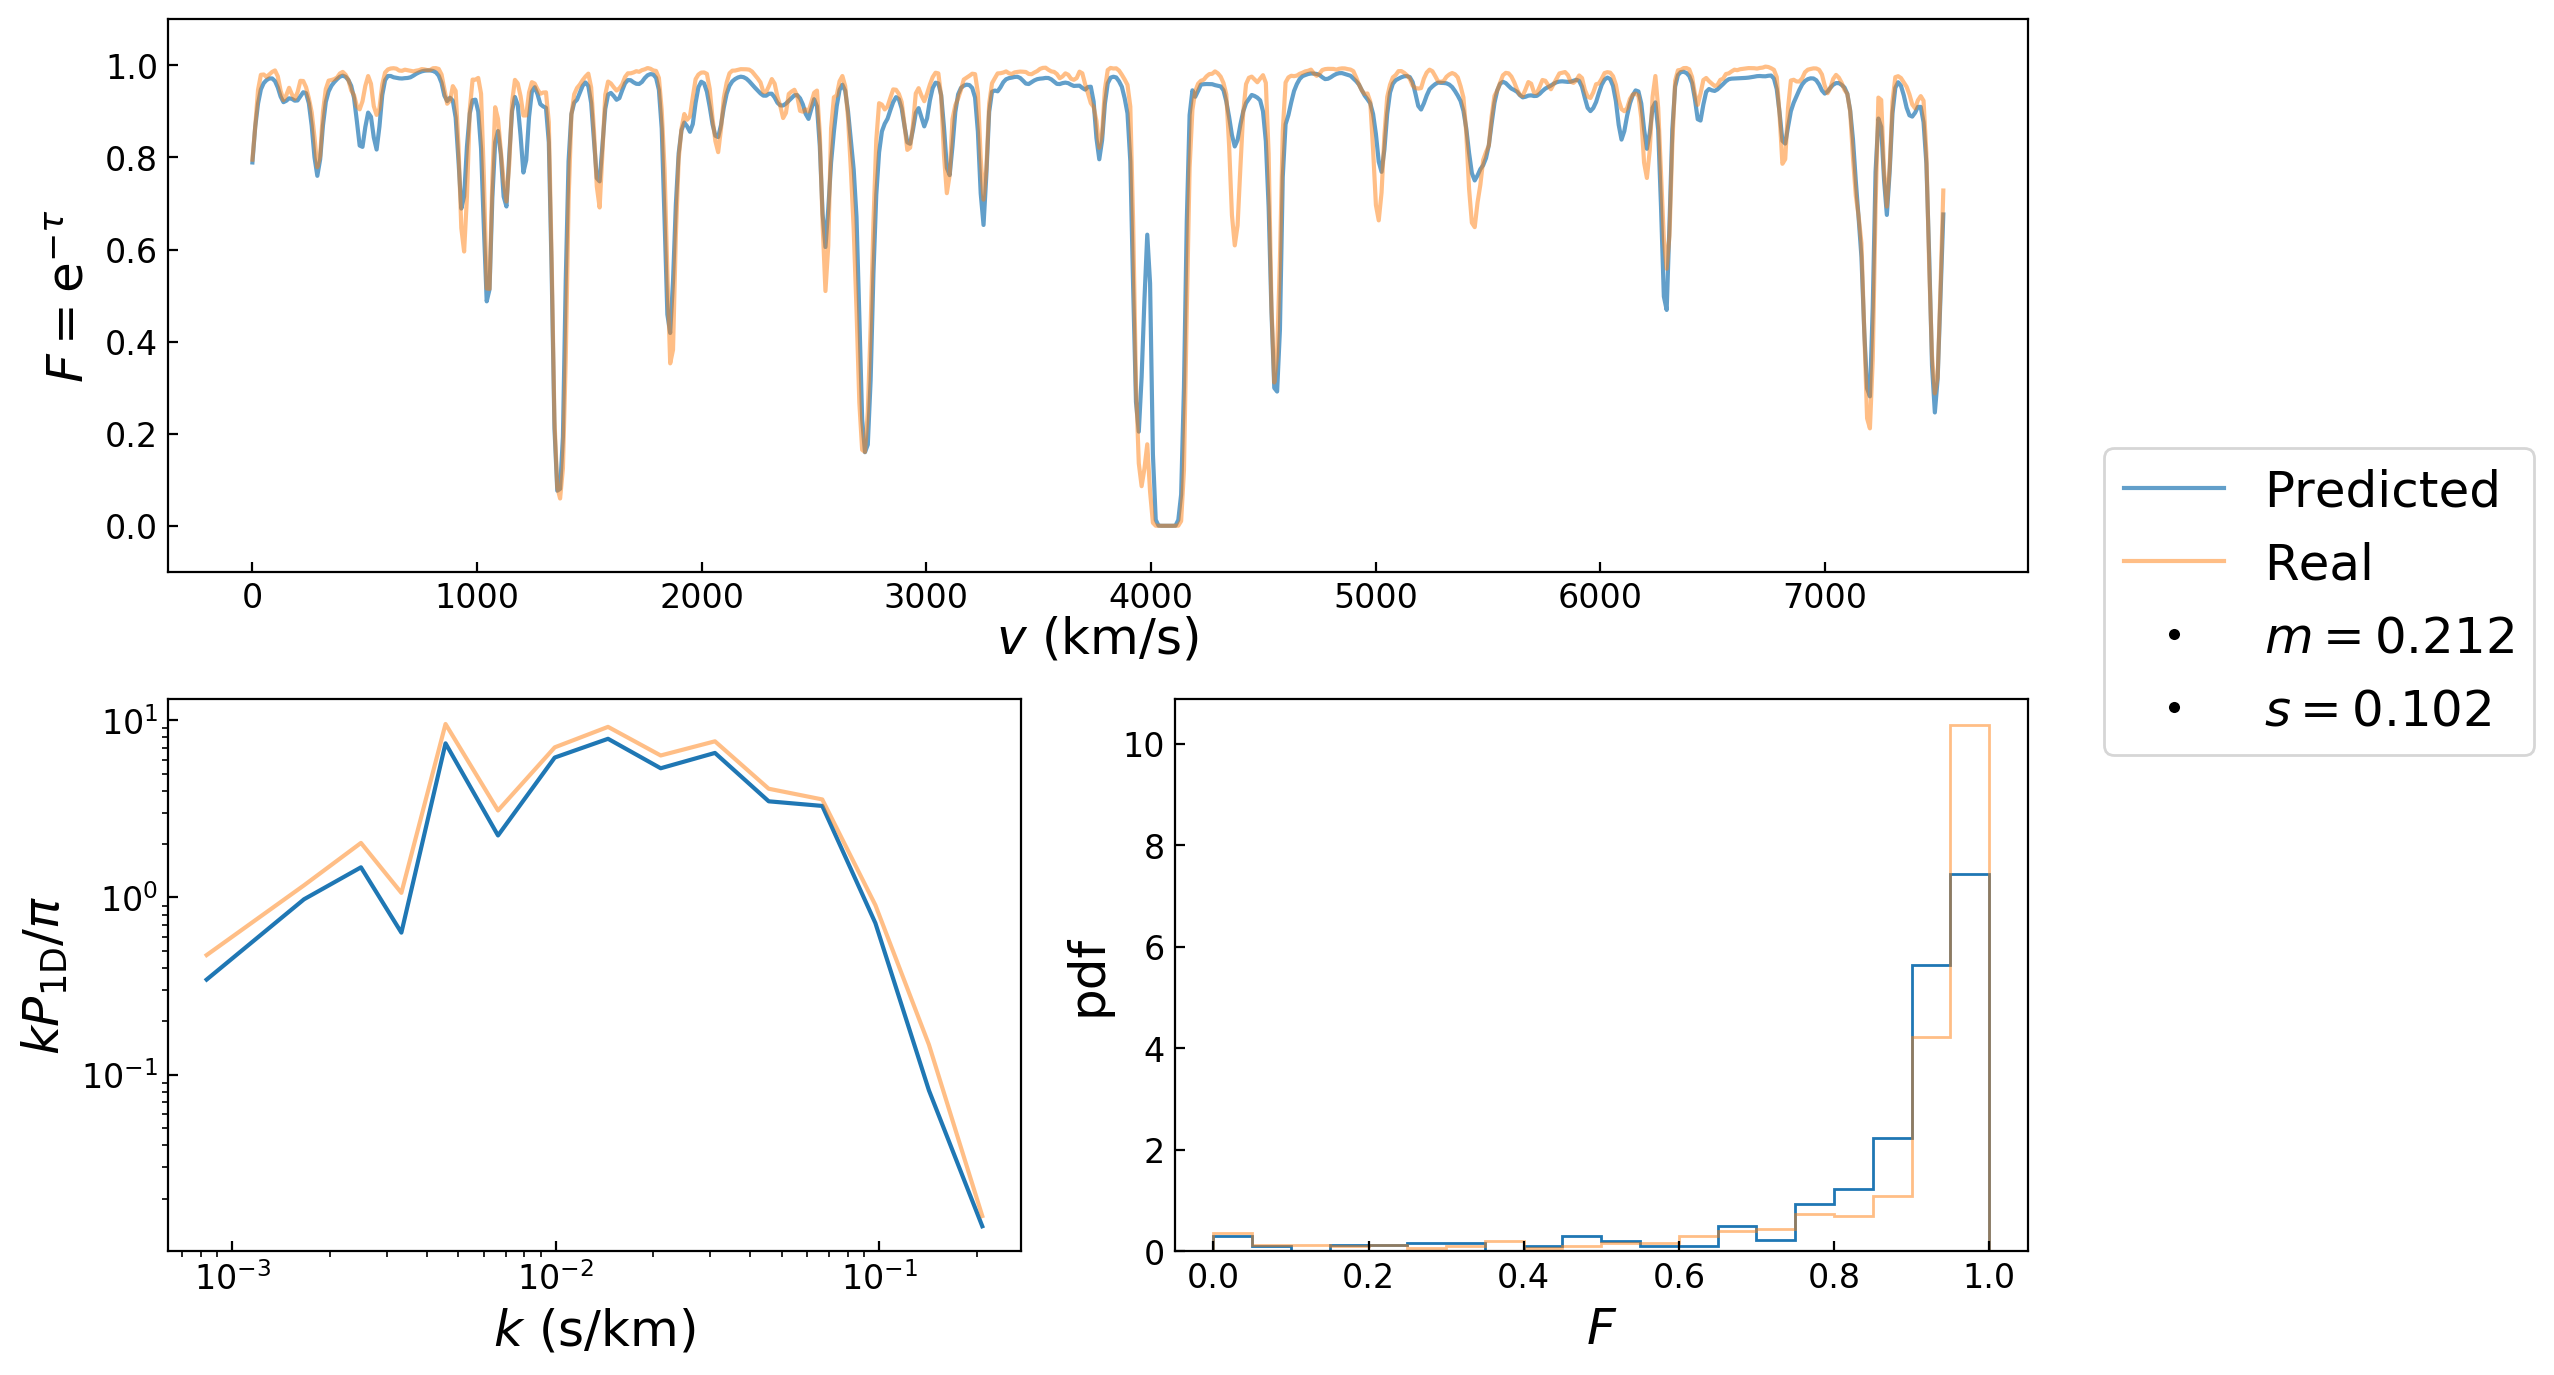 1.0
0.8
0.6
0.4
0.2
0.0
F = e^{−τ}
0 1000 2000 3000 4000 5000 6000 7000
v (km/s)
Predicted
Real
m = 0.212
s = 0.102
10^1
10^0
10^{−1}
kP_{1D}/π
10^{−3} 10^{−2} 10^{−1}
k (s/km)
10
8
6
4
2
0
pdf
0.0 0.2 0.4 0.6 0.8 1.0
F